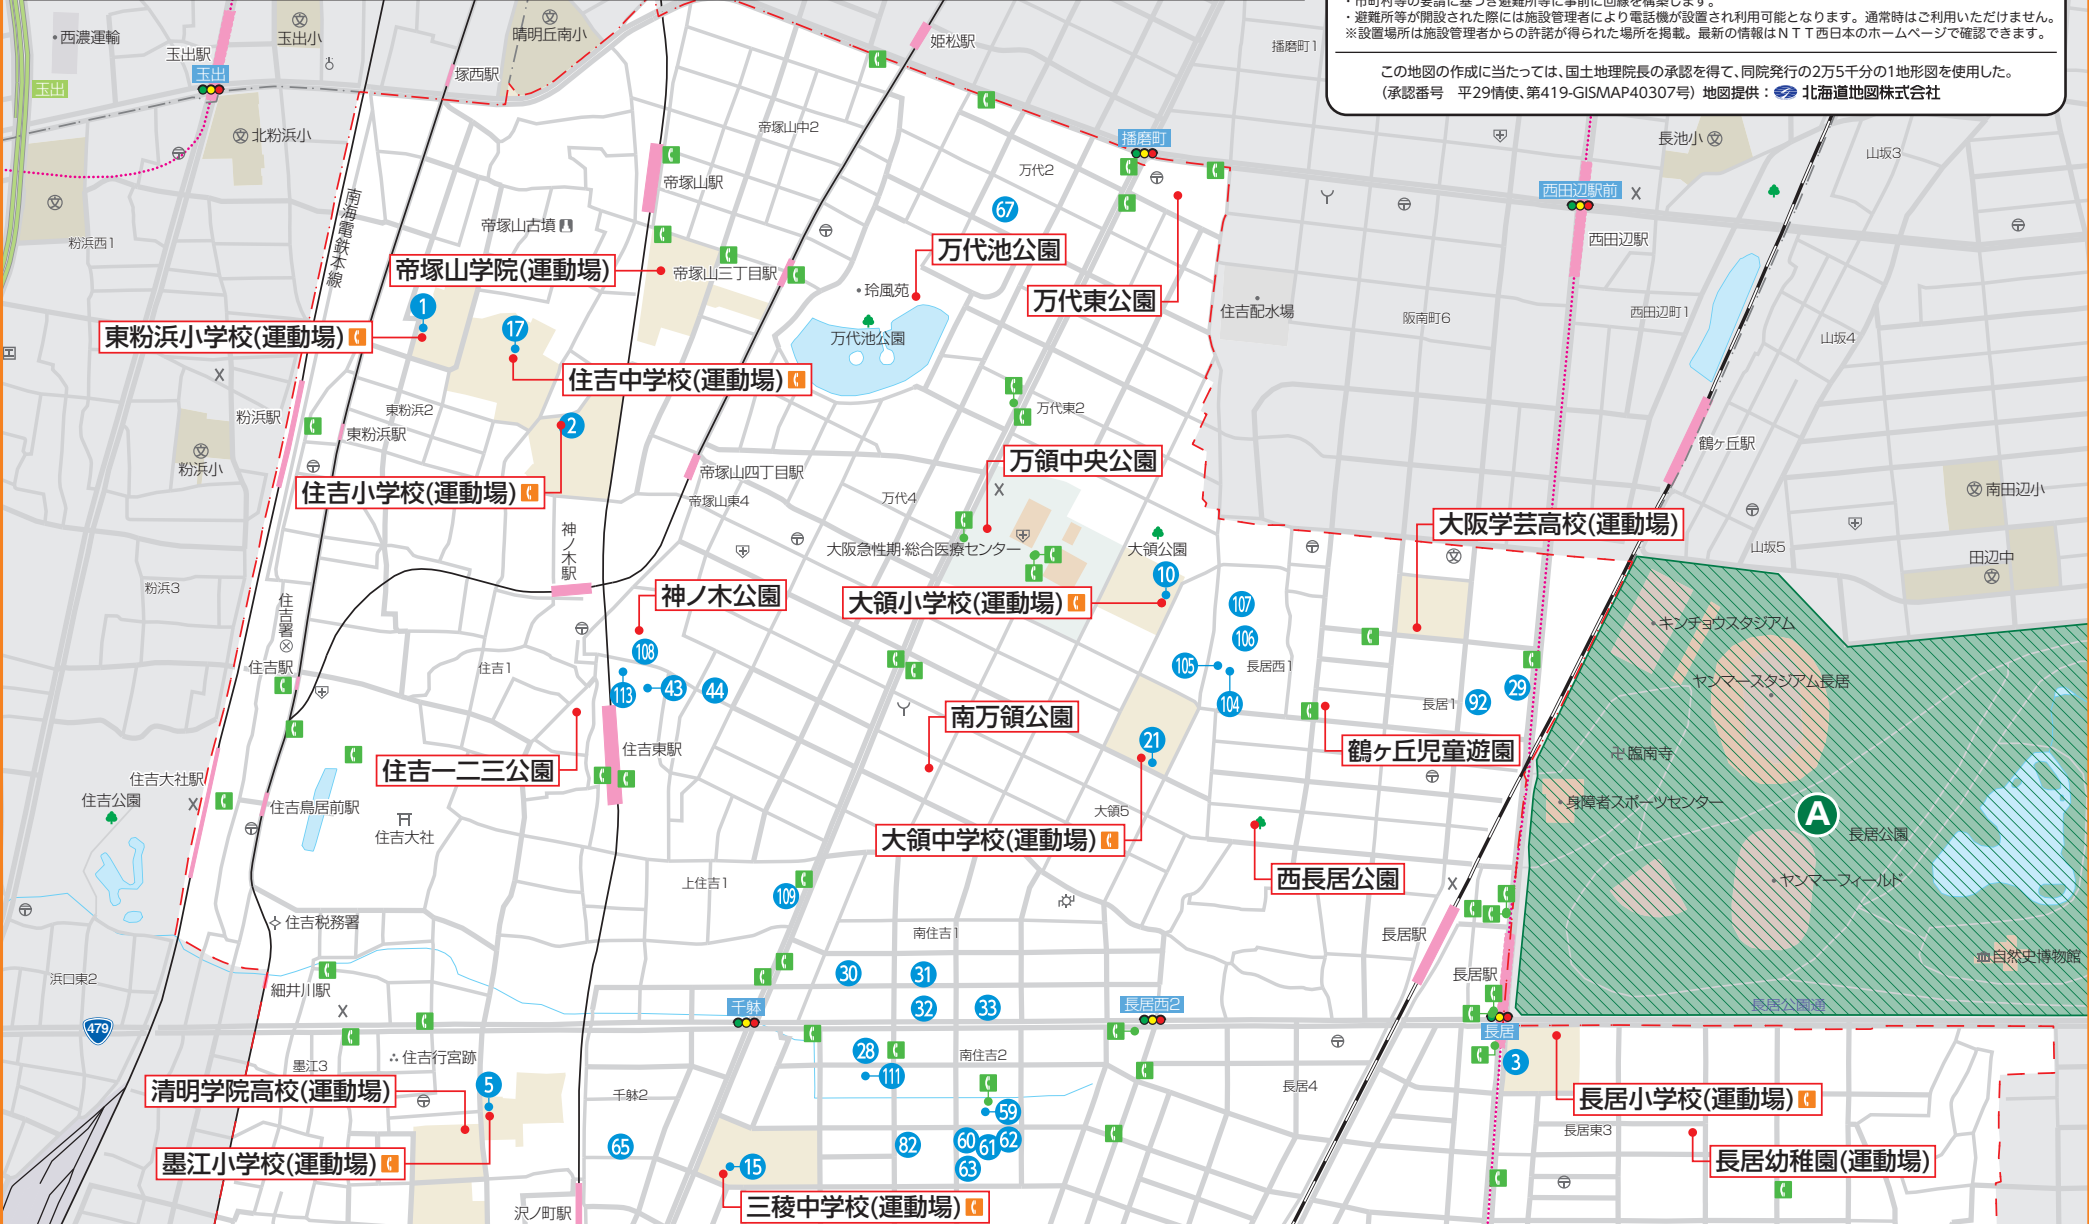 ・市町村等の要請に基づき避難所等に事前に回線を構築します。
・避難所等が開設された際には施設管理者により電話機が設置され利用可能となります。通常時はご利用いただけません。
※設置場所は施設管理者からの許諾が得られた場所を掲載。最新の情報はNTT西日本のホームページで確認できます。
この地図の作成に当たっては、国土地理院長の承認を得て、同院発行の2万5千分の1地形図を使用した。
(承認番号　平29情使、第419-GISMAP40307号) 地図提供： 北海道地図株式会社
西濃運輸
玉出駅
玉出小
晴明丘南小
姫松駅
播磨町1
玉出
玉出
塚西駅
北粉浜小
帝塚山中2
播磨町
長池小
山坂3
万代2
帝塚山駅
67
西田辺駅前
南海電鉄本線
帝塚山古墳
粉浜西1
西田辺駅
万代池公園
帝塚山学院(運動場)
帝塚山三丁目駅
玲風苑
万代東公園
住吉配水場
阪南町6
西田辺町1
山坂4
1
17
東粉浜小学校(運動場)
万代池公園
住吉中学校(運動場)
粉浜駅
東粉浜2
東粉浜駅
2
万代東2
鶴ヶ丘駅
粉浜小
万領中央公園
帝塚山四丁目駅
帝塚山東4
万代4
住吉小学校(運動場)
南田辺小
神ノ木駅
大阪急性期・総合医療センター
大領公園
大阪学芸高校(運動場)
山坂5
田辺中
粉浜3
10
神ノ木公園
大領小学校(運動場)
107
住吉署
106
キンチョウスタジアム
108
住吉駅
住吉1
105
長居西1
ヤンマースタジアム長居
113
43
44
104
長居1
92
29
南万領公園
21
住吉東駅
鶴ヶ丘児童遊園
臨南寺
住吉一二三公園
住吉大社駅
住吉公園
住吉鳥居前駅
住吉大社
大領5
身障者スポーツセンター
A
長居公園
大領中学校(運動場)
西長居公園
上住吉1
109
ヤンマーフィールド
住吉税務署
南住吉1
長居駅
自然史博物館
浜口東2
細井川駅
30
31
長居駅
32
33
千躰
長居西2
長居公園通
479
長居
28
南住吉2
3
住吉行宮跡
墨江3
111
長居4
清明学院高校(運動場)
5
千躰2
59
長居小学校(運動場)
65
82
60
61
62
長居東3
墨江小学校(運動場)
15
63
長居幼稚園(運動場)
沢ノ町駅
三稜中学校(運動場)